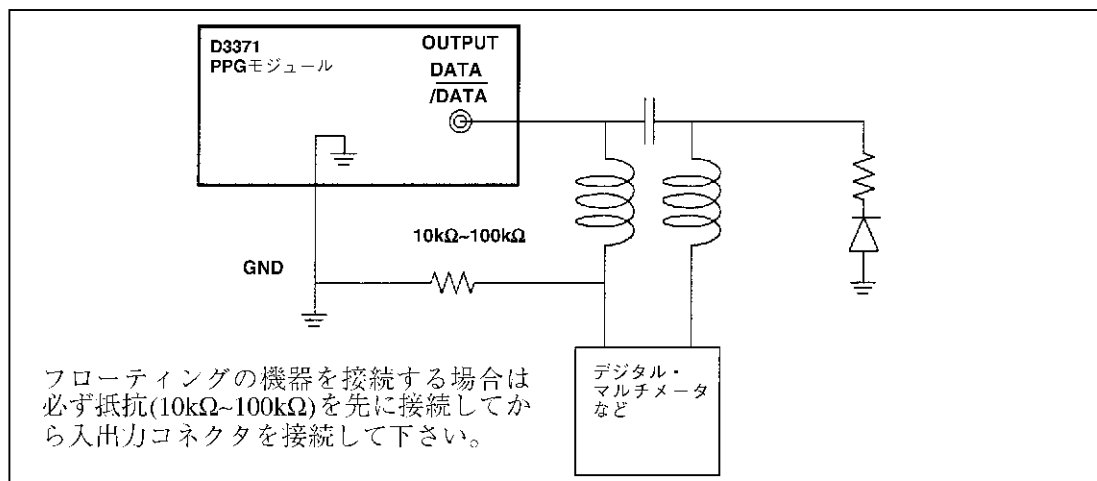 D3371
PPGモジュール
OUTPUT
DATA
/DATA
10kΩ~100kΩ
GND
フローティングの機器を接続する場合は
必ず抵抗(10kΩ~100kΩ)を先に接続してか
ら入出力コネクタを接続して下さい。
デジタル・
マルチメータ
など